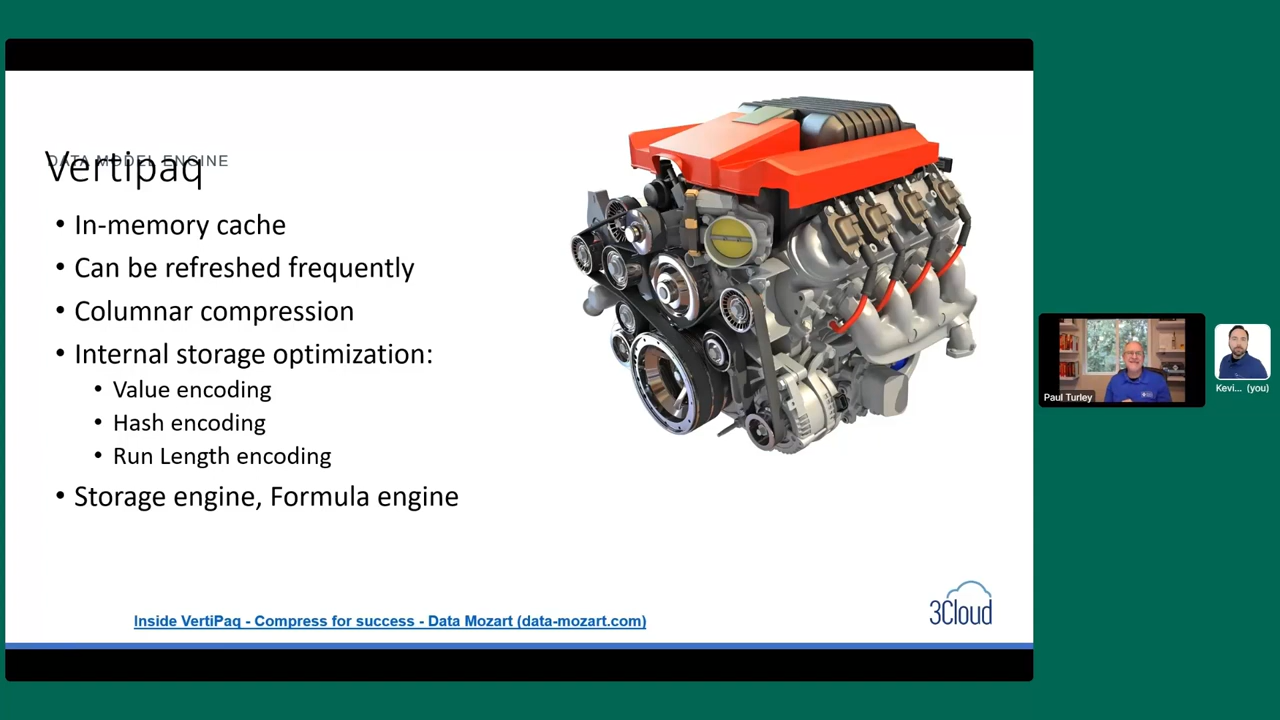 DATA MODEL ENGINE
Vertipaq
• In-memory cache
• Can be refreshed frequently
• Columnar compression
• Internal storage optimization:
• Value encoding
• Hash encoding
• Run Length encoding
• Storage engine, Formula engine
Inside VertiPaq - Compress for success - Data Mozart (data-mozart.com)
3Cloud
Paul Turley
Kevi... (you)